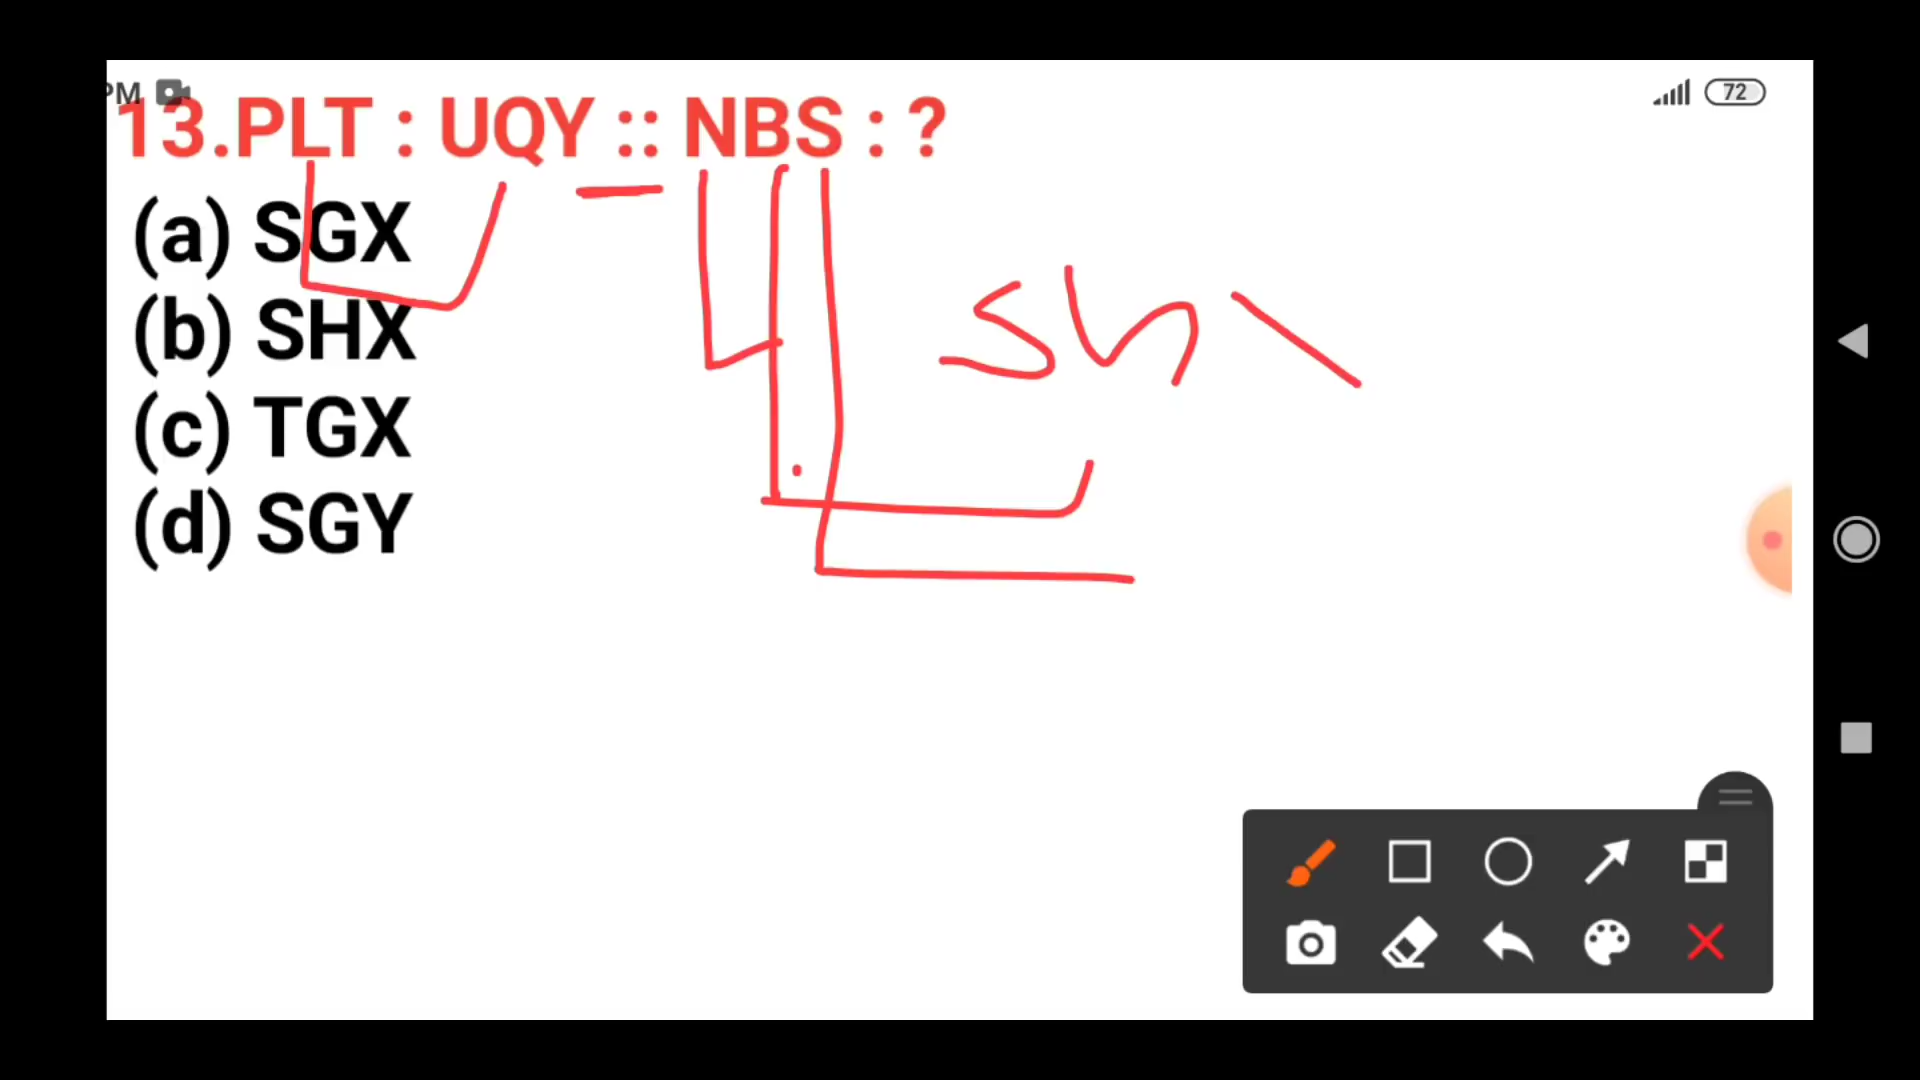 PM
72
13.PLT : UQY :: NBS : ?
(a) SGX
(b) SHX
(c) TGX
(d) SGY